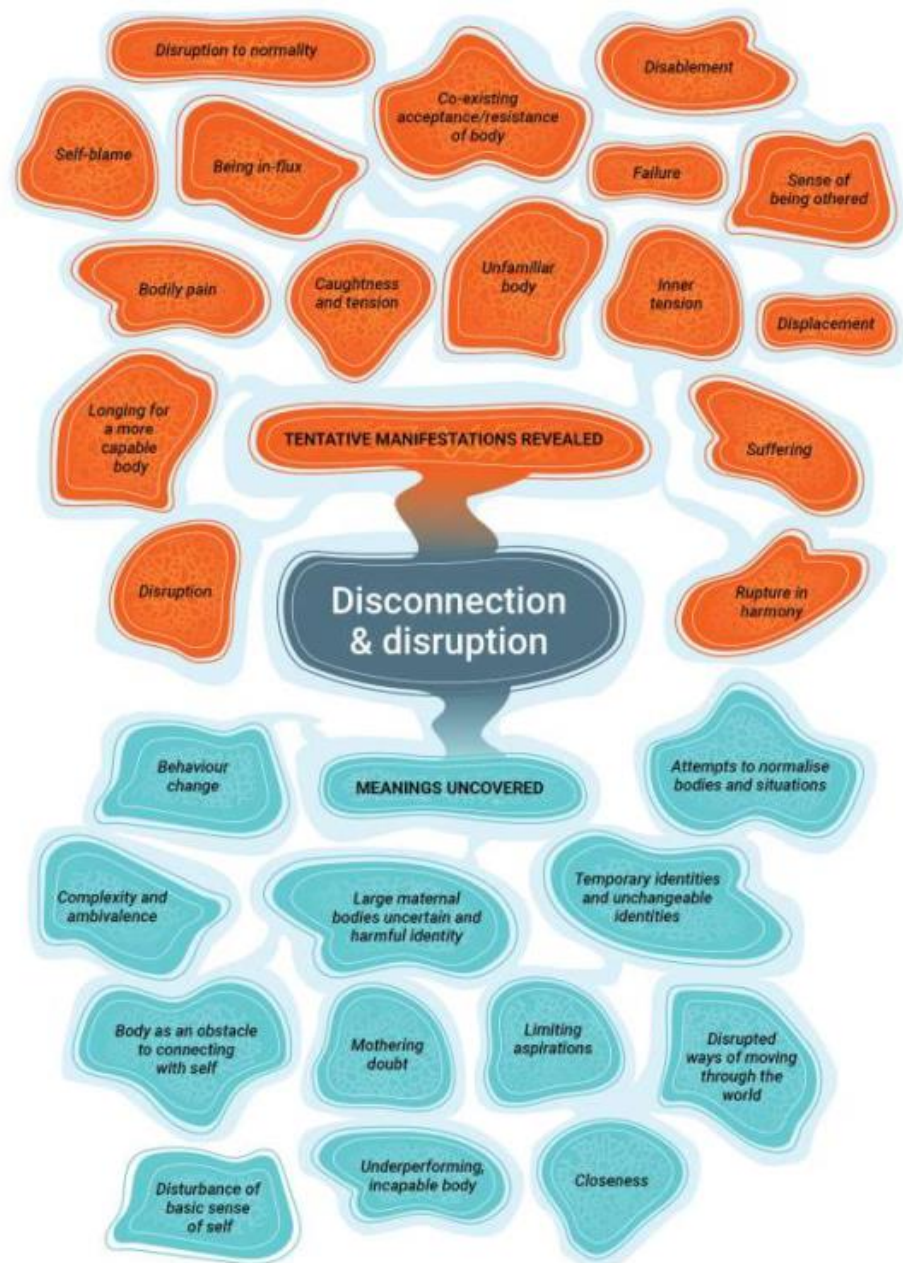 Disruption to normality
Co-existing
acceptance/resistance
of body
Disablement
Self-blame
Being in-flux
Failure
Sense of
being othered
Bodily pain
Caughtness
and tension
Unfamiliar
body
Inner
tension
Displacement
Longing for
a more
capable
body
TENTATIVE MANIFESTATIONS REVEALED
Suffering
Disruption
Disconnection
& disruption
Rupture in
harmony
Behaviour
change
MEANINGS UNCOVERED
Attempts to normalise
bodies and situations
Complexity and
ambivalence
Large maternal
bodies uncertain and
harmful identity
Temporary identities
and unchangeable
identities
Body as an obstacle
to connecting
with self
Mothering
doubt
Limiting
aspirations
Disrupted
ways of moving
through the
world
Disturbance of
basic sense
of self
Underperforming,
incapable body
Closeness